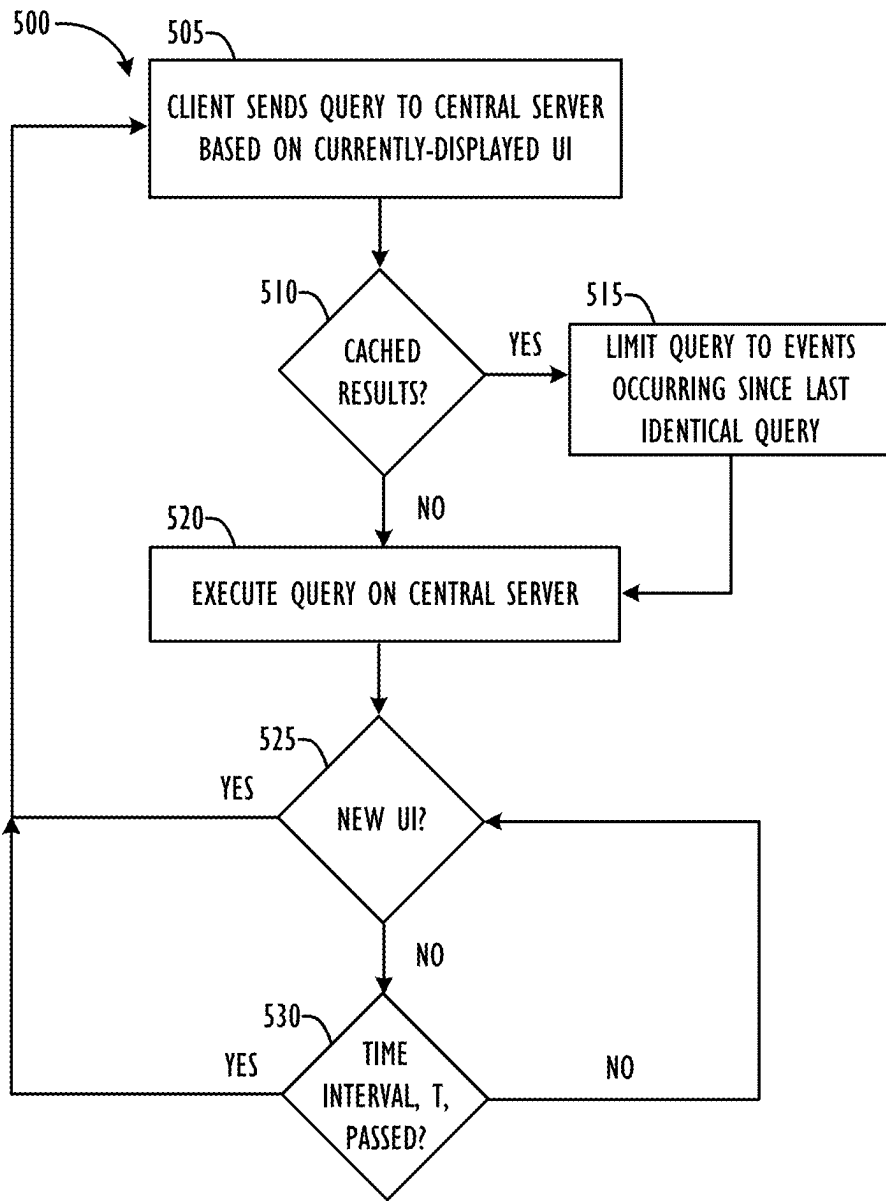 500
505
CLIENT SENDS QUERY TO CENTRAL SERVER
BASED ON CURRENTLY-DISPLAYED UI
510
CACHED
RESULTS?
YES
515
LIMIT QUERY TO EVENTS
OCCURRING SINCE LAST
IDENTICAL QUERY
NO
520
EXECUTE QUERY ON CENTRAL SERVER
525
YES
NEW UI?
NO
530
YES
TIME
INTERVAL, T,
PASSED?
NO